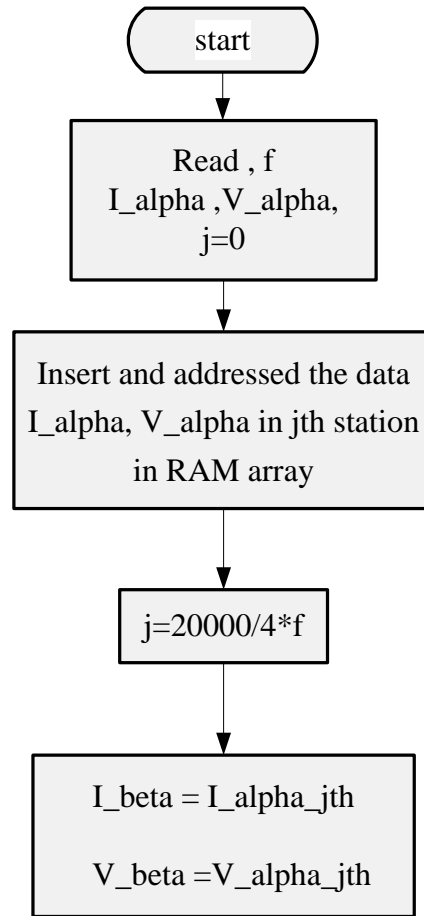 start
Read , f
I_alpha ,V_alpha,
j=0
Insert and addressed the data
I_alpha, V_alpha in jth station
in RAM array
j=20000/4*f
I_beta = I_alpha_jth
V_beta =V_alpha_jth